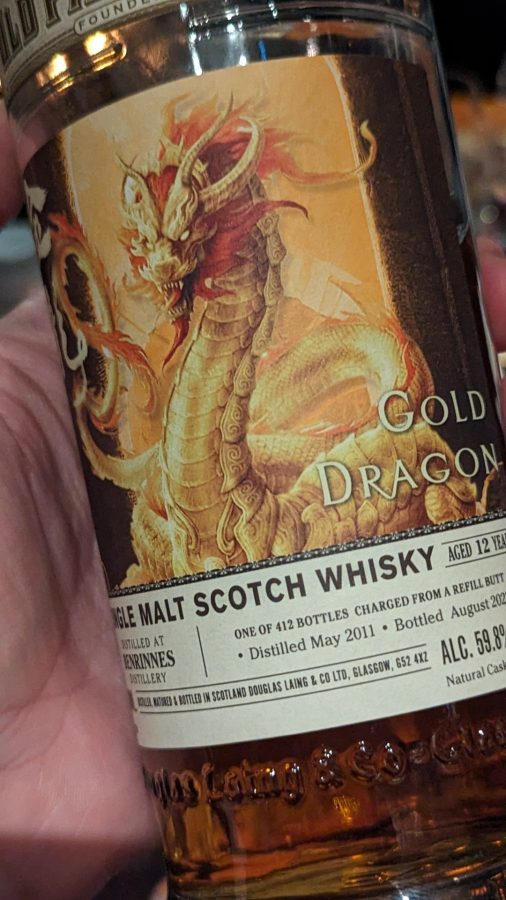 FOUNDE
GOLD
DRAGON
NGLE MALT SCOTCH WHISKY
AGED 12 YEA
DISTILLED AT
BENRINNES
DISTILLERY
ONE OF 412 BOTTLES CHARGED FROM A REFILL BUTT
• Distilled May 2011 • Bottled August 202
DISTILLED, MATURED & BOTTLED IN SCOTLAND DOUGLAS LAING & CO LTD, GLASGOW, G52 4XZ
ALC. 59.8%
Natural Cask
Laing & Co